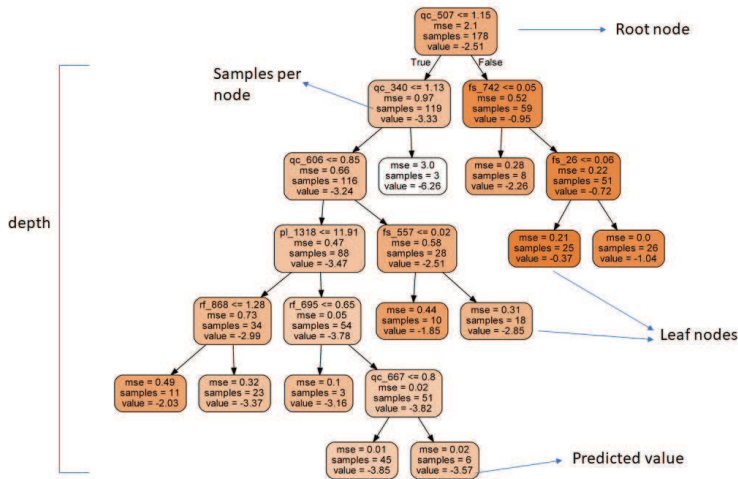 qc_507 <= 1.15
mse = 2.1
samples = 178
value = -2.51
Root node
True
False
Samples per
node
qc_340 <= 1.13
mse = 0.97
samples = 119
value = -3.33
fs_742 <= 0.05
mse = 0.52
samples = 59
value = -0.95
qc_606 <= 0.85
mse = 0.66
samples = 116
value = -3.24
mse = 3.0
samples = 3
value = -6.26
mse = 0.28
samples = 8
value = -2.26
fs_26 <= 0.06
mse = 0.22
samples = 51
value = -0.72
depth
pl_1318 <= 11.91
mse = 0.47
samples = 88
value = -3.47
fs_557 <= 0.02
mse = 0.58
samples = 28
value = -2.51
mse = 0.21
samples = 25
value = -0.37
mse = 0.0
samples = 26
value = -1.04
rf_868 <= 1.28
mse = 0.73
samples = 34
value = -2.99
rf_695 <= 0.65
mse = 0.05
samples = 54
value = -3.78
mse = 0.44
samples = 10
value = -1.85
mse = 0.31
samples = 18
value = -2.85
Leaf nodes
mse = 0.49
samples = 11
value = -2.03
mse = 0.32
samples = 23
value = -3.37
mse = 0.1
samples = 3
value = -3.16
qc_667 <= 0.8
mse = 0.02
samples = 51
value = -3.82
mse = 0.01
samples = 45
value = -3.85
mse = 0.02
samples = 6
value = -3.57
Predicted value